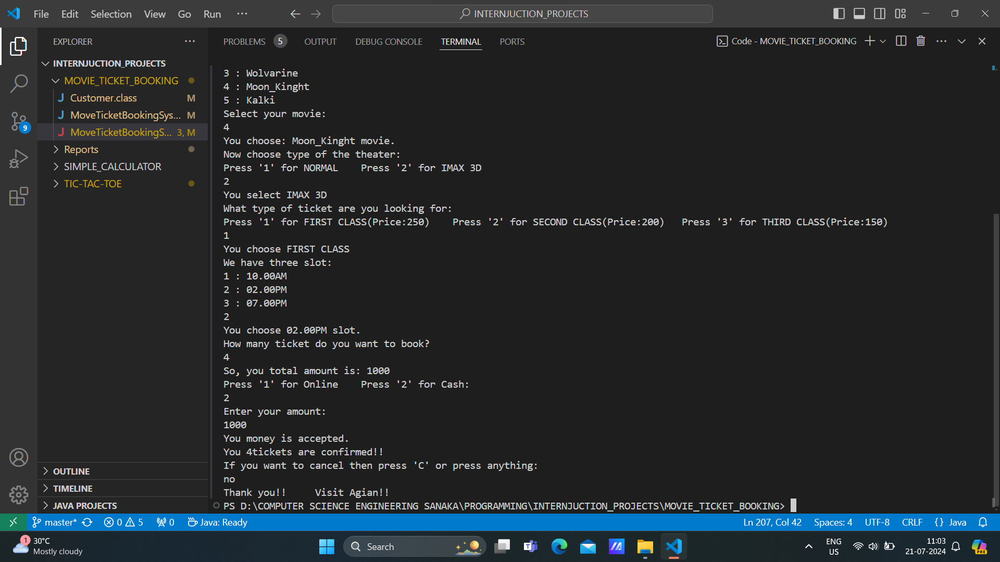 File Edit Selection View Go Run ... INTERNJUCTION_PROJECTS
EXPLORER ...
INTERNJUCTION_PROJECTS
MOVIE_TICKET_BOOKING
Customer.class M
MoveTicketBookingSys... M
MoveTicketBookingS... 3, M
Reports
SIMPLE_CALCULATOR
TIC-TAC-TOE
OUTLINE
TIMELINE
JAVA PROJECTS
9
PROBLEMS 5 OUTPUT DEBUG CONSOLE TERMINAL PORTS Code - MOVIE_TICKET_BOOKING
3 : Wolvarine
4 : Moon_Kinght
5 : Kalki
Select your movie:
4
You choose: Moon_Kinght movie.
Now choose type of the theater:
Press '1' for NORMAL    Press '2' for IMAX 3D
2
You select IMAX 3D
What type of ticket are you looking for:
Press '1' for FIRST CLASS(Price:250)    Press '2' for SECOND CLASS(Price:200)   Press '3' for THIRD CLASS(Price:150)
1
You choose FIRST CLASS
We have three slot:
1 : 10.00AM
2 : 02.00PM
3 : 07.00PM
2
You choose 02.00PM slot.
How many ticket do you want to book?
4
So, you total amount is: 1000
Press '1' for Online    Press '2' for Cash:
2
Enter your amount:
1000
You money is accepted.
You 4tickets are confirmed!!
If you want to cancel then press 'C' or press anything:
no
Thank you!!     Visit Agian!!
PS D:\COMPUTER SCIENCE ENGINEERING SANAKA\PROGRAMMING\INTERNJUCTION_PROJECTS\MOVIE_TICKET_BOOKING>
master* 0 5 0 Java: Ready Ln 207, Col 42 Spaces: 4 UTF-8 CRLF {} Java
1 30°C
Mostly cloudy
Search
ENG
US
11:03
21-07-2024
PRE